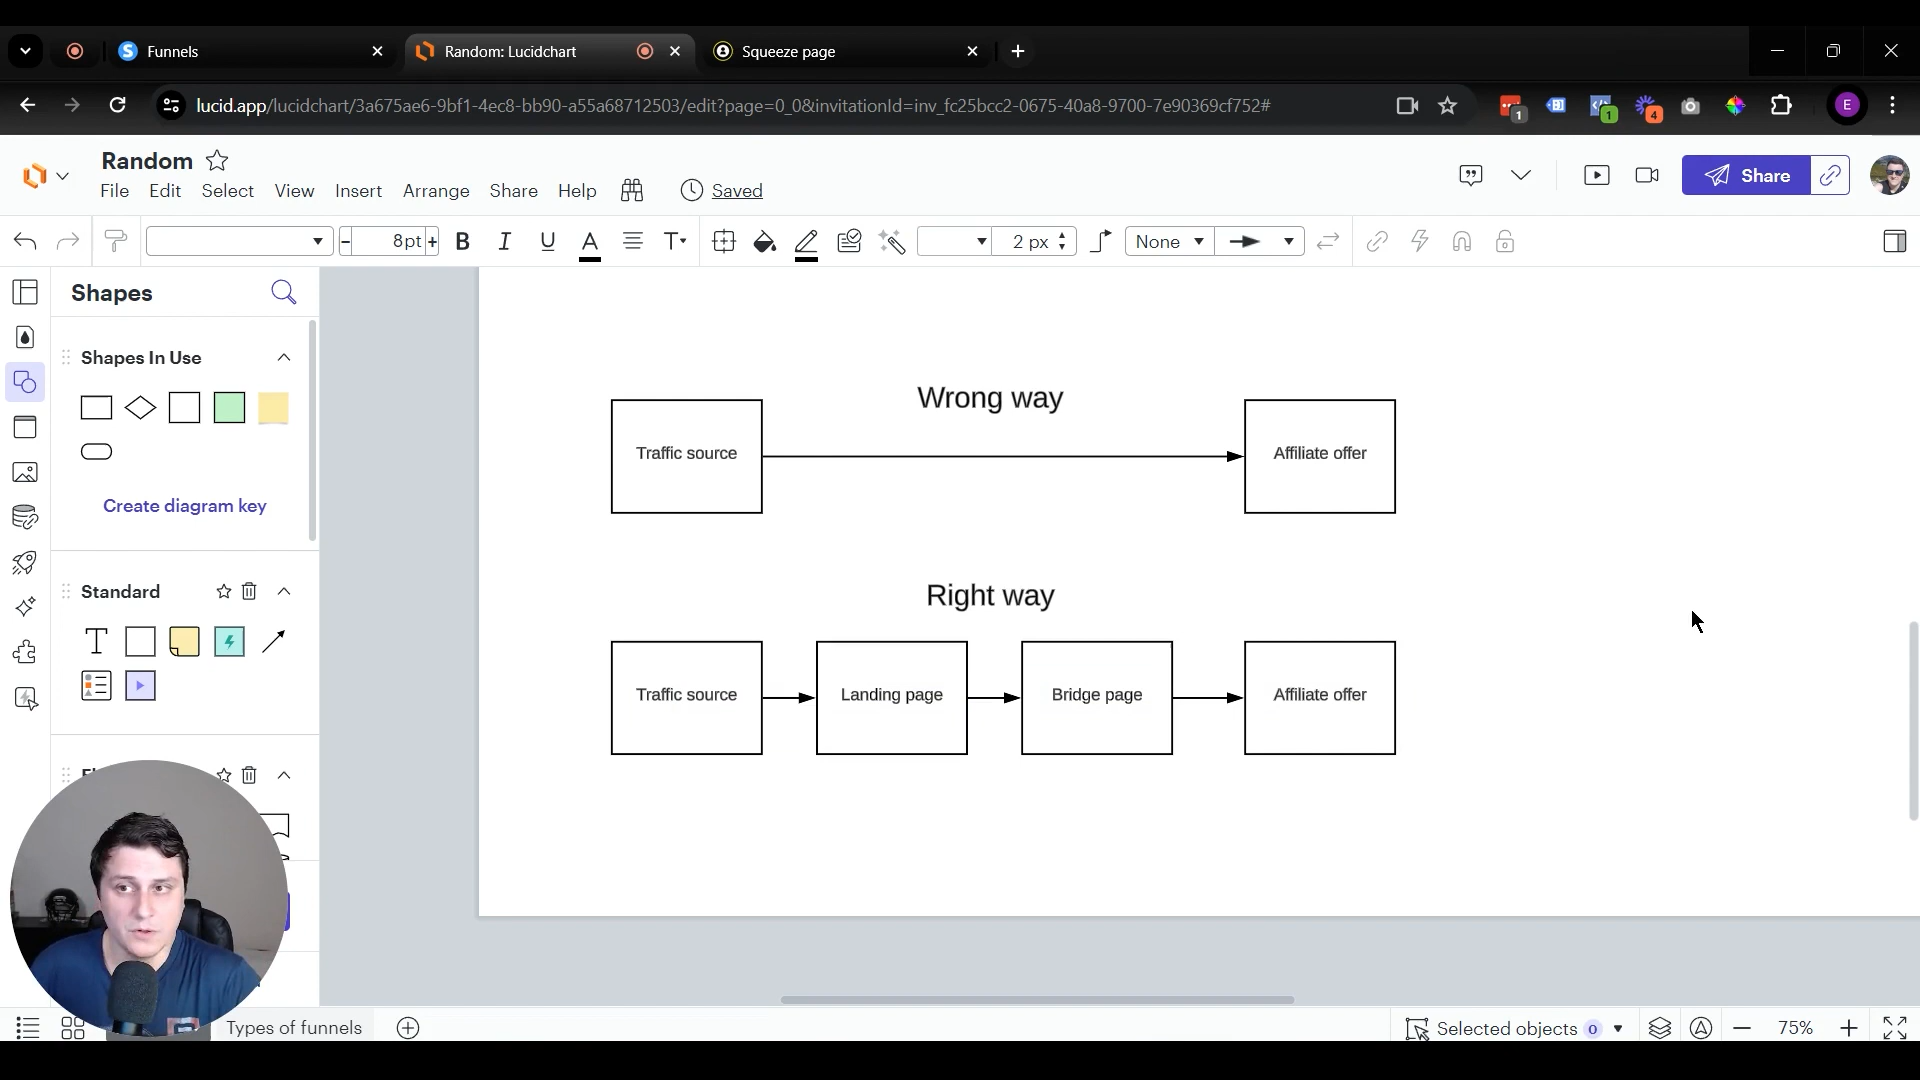 Funnels
Random: Lucidchart
Squeeze page
lucid.app/lucidchart/3a675ae6-9bf1-4ec8-bb90-a55a68712503/edit?page=0_0&invitationId=inv_fc25bcc2-0675-40a8-9700-7e90369cf752#
1
1
4
E
Random
File Edit Select View Insert Arrange Share Help Saved
Share
8pt
2 px
None
Shapes
Shapes In Use
Create diagram key
Standard
Wrong way
Traffic source
Affiliate offer
Right way
Traffic source
Landing page
Bridge page
Affiliate offer
Types of funnels
Selected objects 0
75%